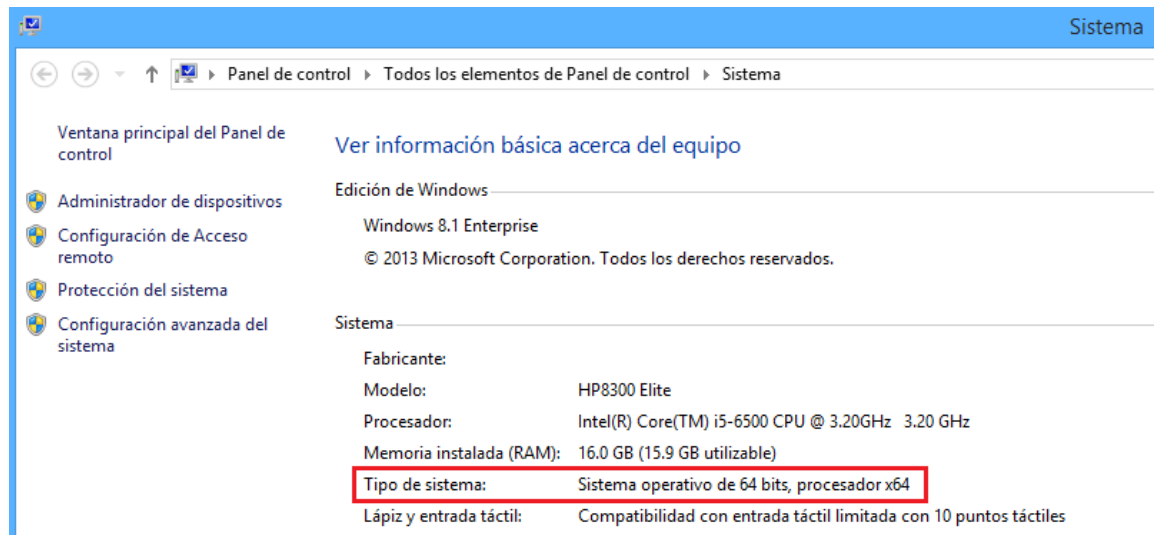 Sistema
Panel de control ▸ Todos los elementos de Panel de control ▸ Sistema
Ventana principal del Panel de
control
Administrador de dispositivos
Configuración de Acceso
remoto
Protección del sistema
Configuración avanzada del
sistema
Ver información básica acerca del equipo
Edición de Windows
Windows 8.1 Enterprise
© 2013 Microsoft Corporation. Todos los derechos reservados.
Sistema
Fabricante:
Modelo: HP8300 Elite
Procesador: Intel(R) Core(TM) i5-6500 CPU @ 3.20GHz 3.20 GHz
Memoria instalada (RAM): 16.0 GB (15.9 GB utilizable)
Tipo de sistema: Sistema operativo de 64 bits, procesador x64
Lápiz y entrada táctil: Compatibilidad con entrada táctil limitada con 10 puntos táctiles